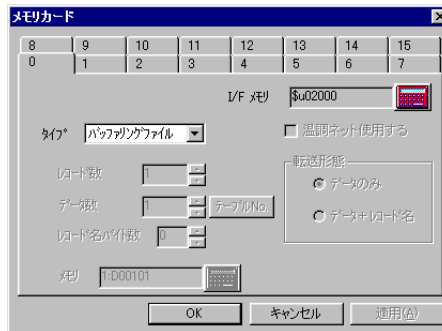 メモリカード
8 9 10 11 12 13 14 15
0 1 2 3 4 5 6 7
I/F メモリ $u02000
タイプ バッファリングファイル 温調ネット使用する
レコード数 1 転送形態
データ数 1 テーブルNo. データのみ
レコード名バイト数 0 データ+レコード名
メモリ 1:D00101
OK キャンセル 適用(A)